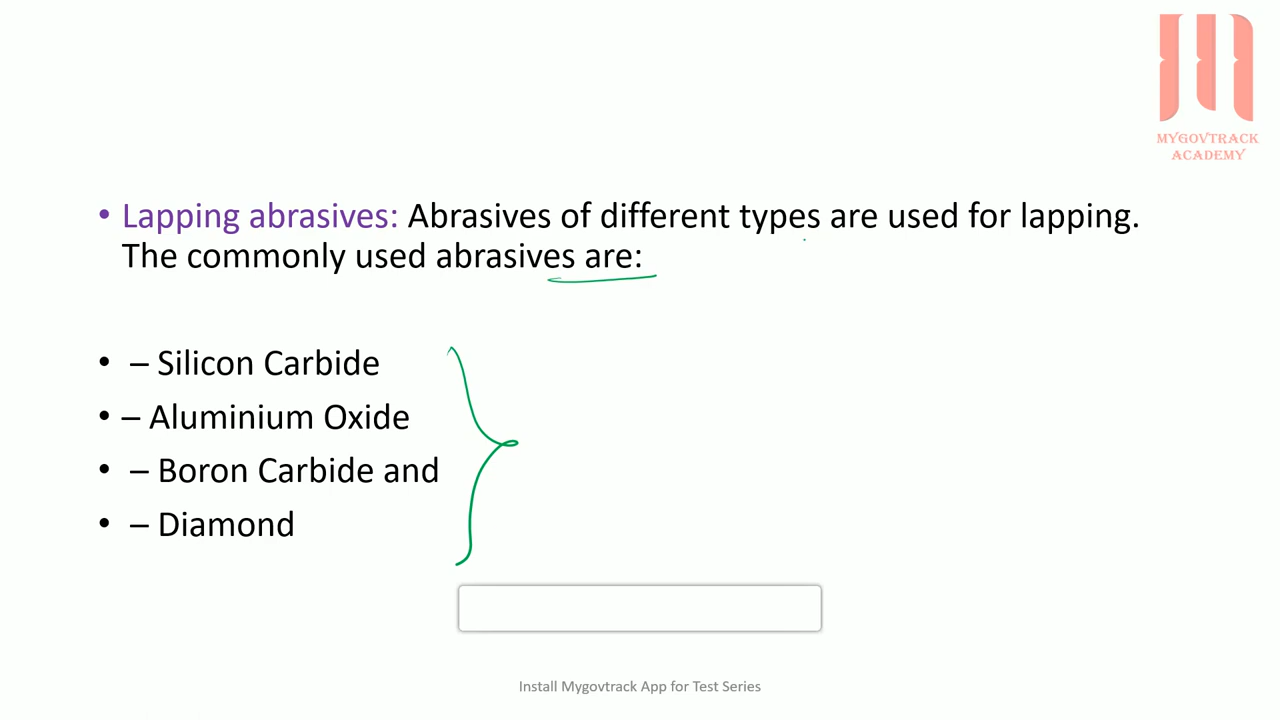 MYGOVTRACK
ACADEMY
• Lapping abrasives: Abrasives of different types are used for lapping.
The commonly used abrasives are:
• – Silicon Carbide
• – Aluminium Oxide
• – Boron Carbide and
• – Diamond
Install Mygovtrack App for Test Series